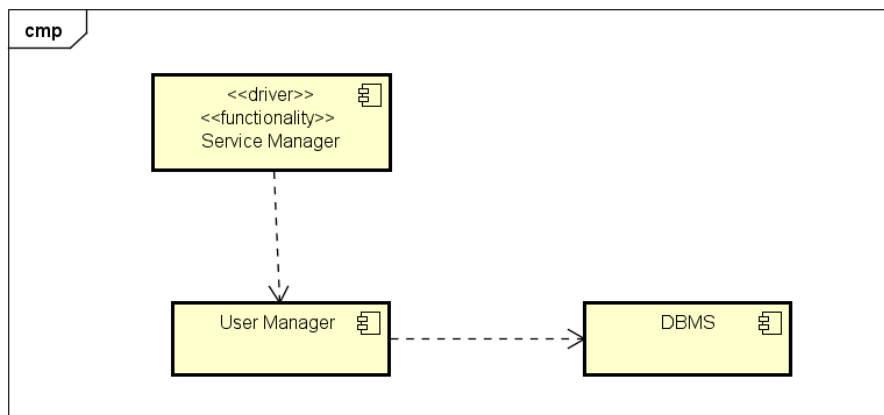 cmp
<<driver>>
<<functionality>>
Service Manager
User Manager
DBMS